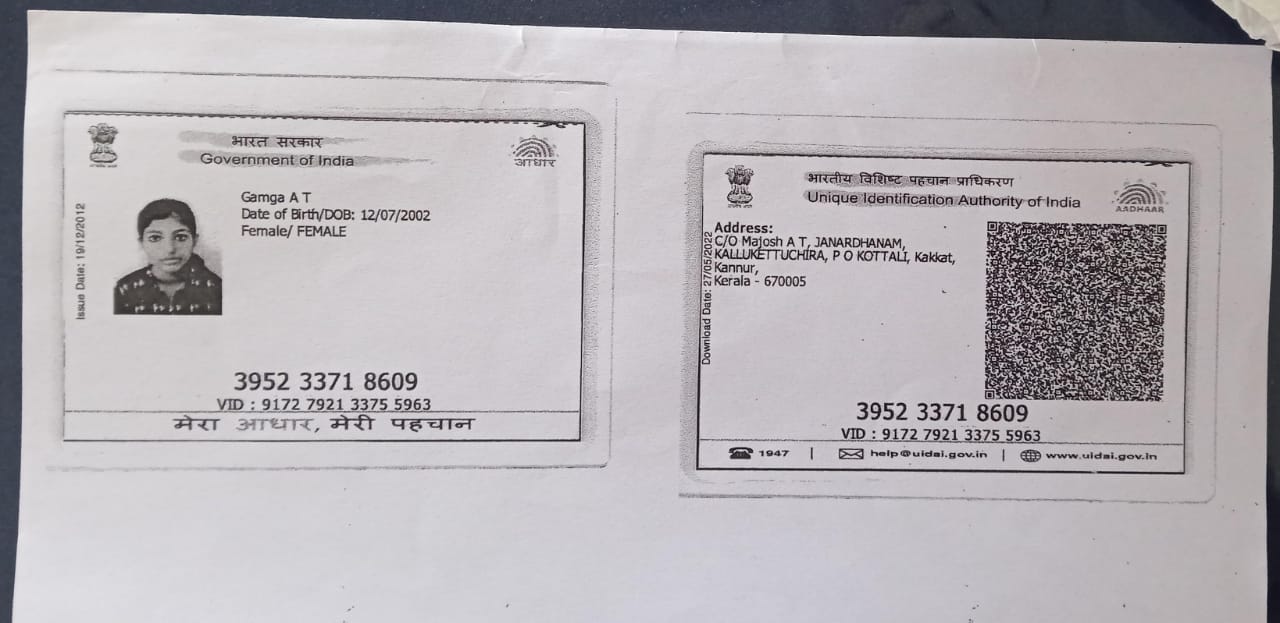 भारत सरकार
Government of India
आधार
Issue Date: 19/12/2012
Gamga A T
Date of Birth/DOB: 12/07/2002
Female/ FEMALE
3952 3371 8609
VID : 9172 7921 3375 5963
मेरा आधार, मेरी पहचान
भारतीय विशिष्ट पहचान प्राधिकरण
Unique Identification Authority of India
AADHAAR
Download Date: 27/05/2022
Address:
C/O Majosh A T, JANARDHANAM,
KALLUKETTUCHIRA, P O KOTTALI, Kakkat,
Kannur,
Kerala - 670005
3952 3371 8609
VID : 9172 7921 3375 5963
1947 | help@uidai.gov.in | www.uidai.gov.in